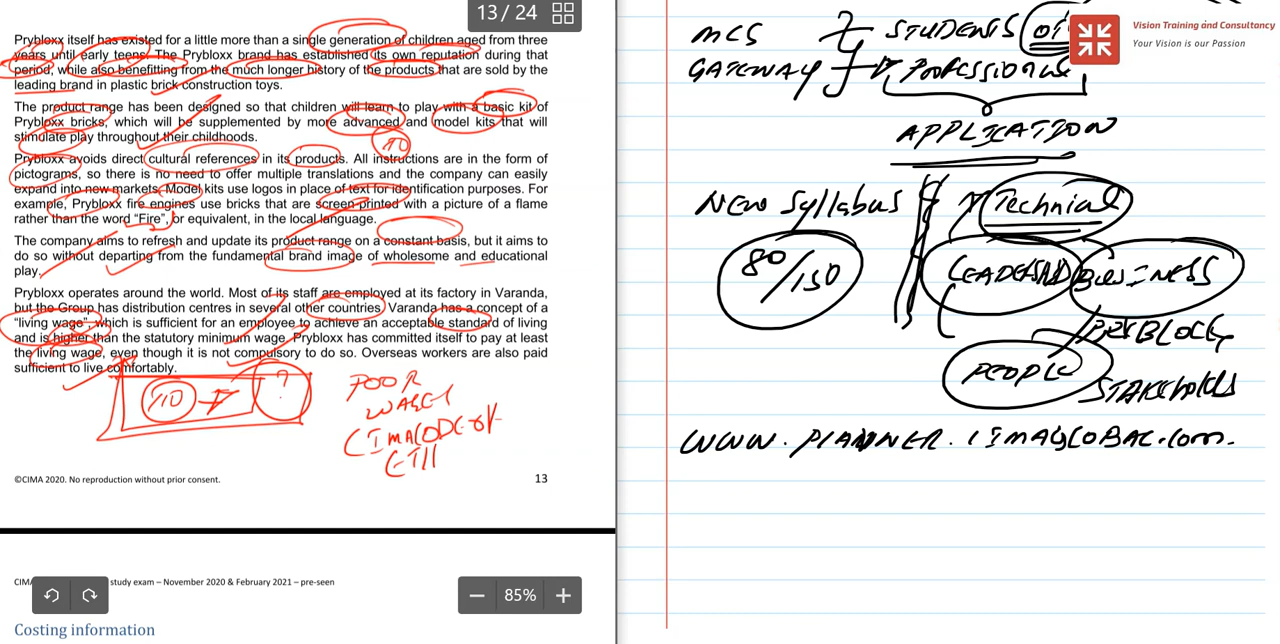 13 / 24
Prybloxx itself has existed for a little more than a single generation of children aged from three
years until early teens. The Prybloxx brand has established its own reputation during that
period, while also benefitting from the much longer history of the products that are sold by the
leading brand in plastic brick construction toys.
The product range has been designed so that children will learn to play with a basic kit of
Prybloxx bricks, which will be supplemented by more advanced and model kits that will
stimulate play throughout their childhoods.
Prybloxx avoids direct cultural references in its products. All instructions are in the form of
pictograms, so there is no need to offer multiple translations and the company can easily
expand into new markets. Model kits use logos in place of text for identification purposes. For
example, Prybloxx fire engines use bricks that are screen-printed with a picture of a flame
rather than the word “Fire”, or equivalent, in the local language.
The company aims to refresh and update its product range on a constant basis, but it aims to
do so without departing from the fundamental brand image of wholesome and educational
play.
Prybloxx operates around the world. Most of its staff are employed at its factory in Varanda,
but the Group has distribution centres in several other countries. Varanda has a concept of a
“living wage”, which is sufficient for an employee to achieve an acceptable standard of living
and is higher than the statutory minimum wage. Prybloxx has committed itself to pay at least
the living wage, even though it is not compulsory to do so. Overseas workers are also paid
sufficient to live comfortably.
?
POOR
WAGES
©CIMA 2020. No reproduction without prior consent.
13
study exam – November 2020 & February 2021 – pre-seen
85%
Costing information
MCS
STUDENTS
GATEWAY
PROFESSIONALS
APPLICATION
NEW Syllabus
Technical
80/150
LEADERSHIP
BUSINESS
PRYBLOCX
PEOPLE
STAKEHOLDS
WWW.PLANNER.CIMAGLOBAL.com.
Vision Training and Consultancy
Your Vision is our Passion